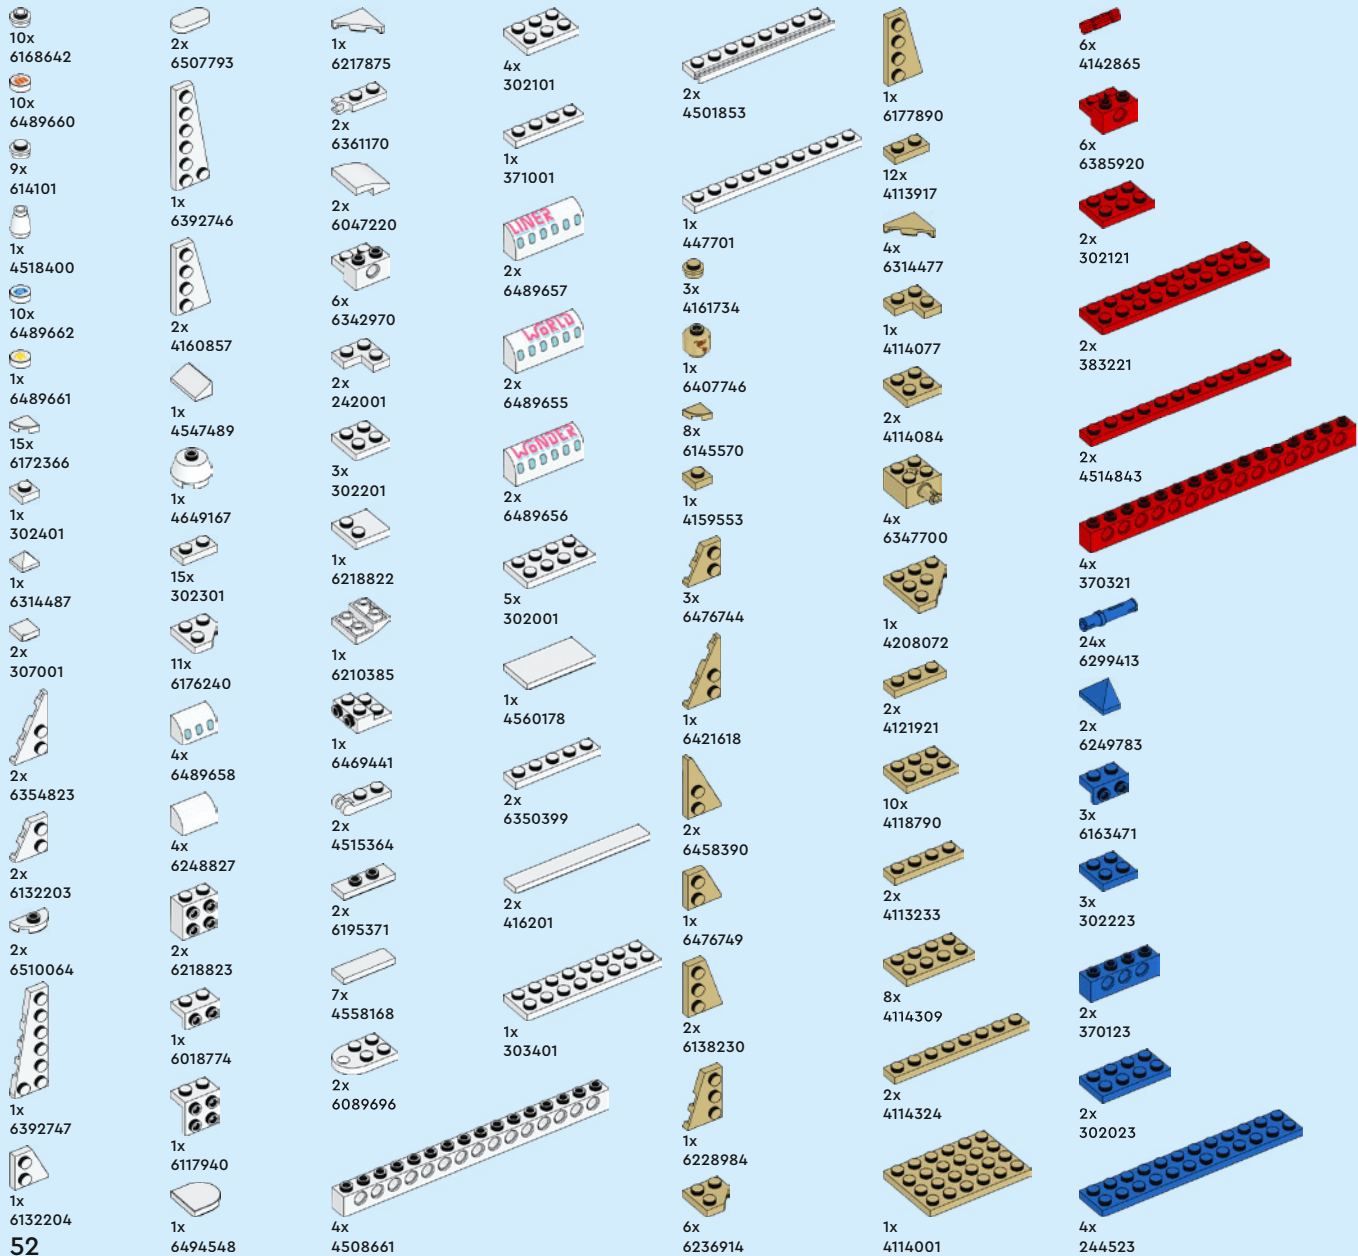 10x
6168642
10x
6489660
9x
614101
1x
4518400
10x
6489662
1x
6489661
15x
6172366
1x
302401
1x
6314487
2x
307001
2x
6354823
2x
6132203
2x
6510064
1x
6392747
1x
6132204
52
2x
6507793
1x
6392746
2x
4160857
1x
4547489
1x
4649167
15x
302301
11x
6176240
4x
6489658
4x
6248827
2x
6218823
1x
6018774
1x
6117940
1x
6494548
1x
6217875
2x
6361170
2x
6047220
6x
6342970
2x
242001
3x
302201
1x
6218822
1x
6210385
1x
6469441
2x
4515364
2x
6195371
7x
4558168
2x
6089696
4x
4508661
4x
302101
1x
371001
LINER
2x
6489657
WORLD
2x
6489655
WONDER
2x
6489656
5x
302001
1x
4560178
2x
6350399
2x
416201
1x
303401
2x
4501853
1x
447701
3x
4161734
1x
6407746
8x
6145570
1x
4159553
3x
6476744
1x
6421618
2x
6458390
1x
6476749
2x
6138230
1x
6228984
6x
6236914
1x
6177890
12x
4113917
4x
6314477
1x
4114077
2x
4114084
4x
6347700
1x
4208072
2x
4121921
10x
4118790
2x
4113233
8x
4114309
2x
4114324
1x
4114001
6x
4142865
6x
6385920
2x
302121
2x
383221
2x
4514843
4x
370321
24x
6299413
2x
6249783
3x
6163471
3x
302223
2x
370123
2x
302023
4x
244523